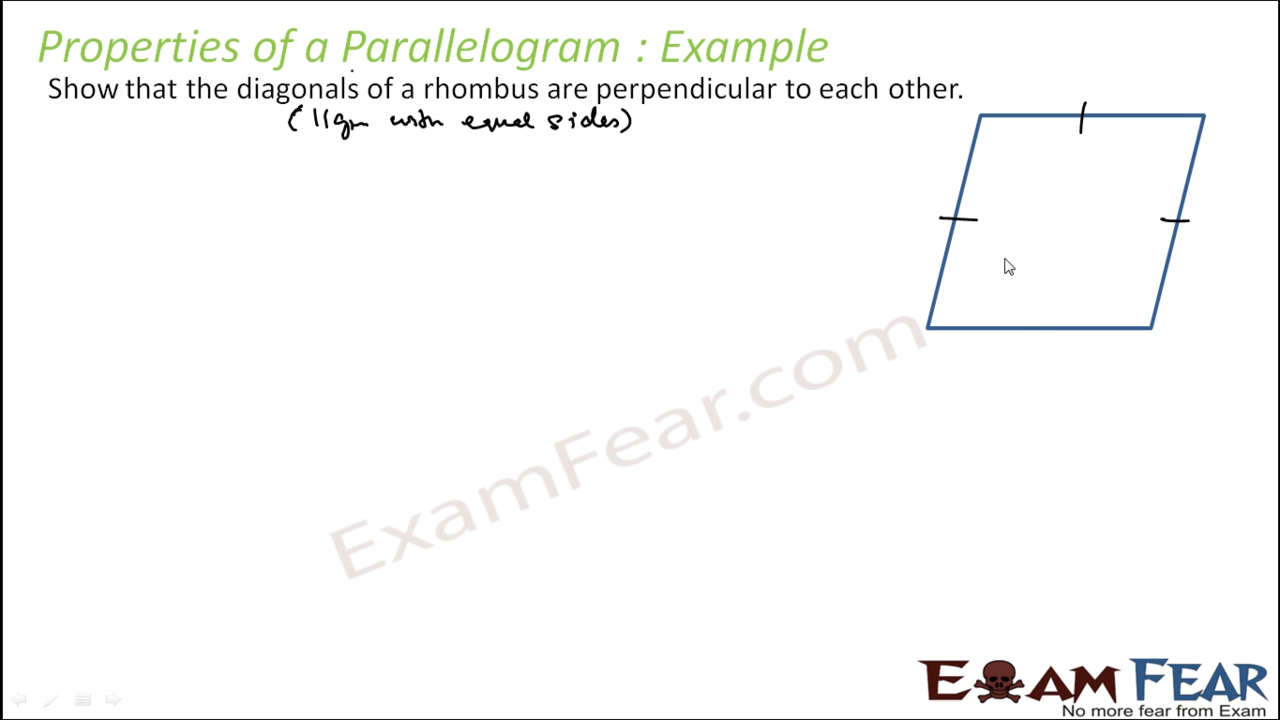 Properties of a Parallelogram : Example
Show that the diagonals of a rhombus are perpendicular to each other.
(llgm with equal sides)
ExamFear.com
EXAM FEAR
No more fear from Exam